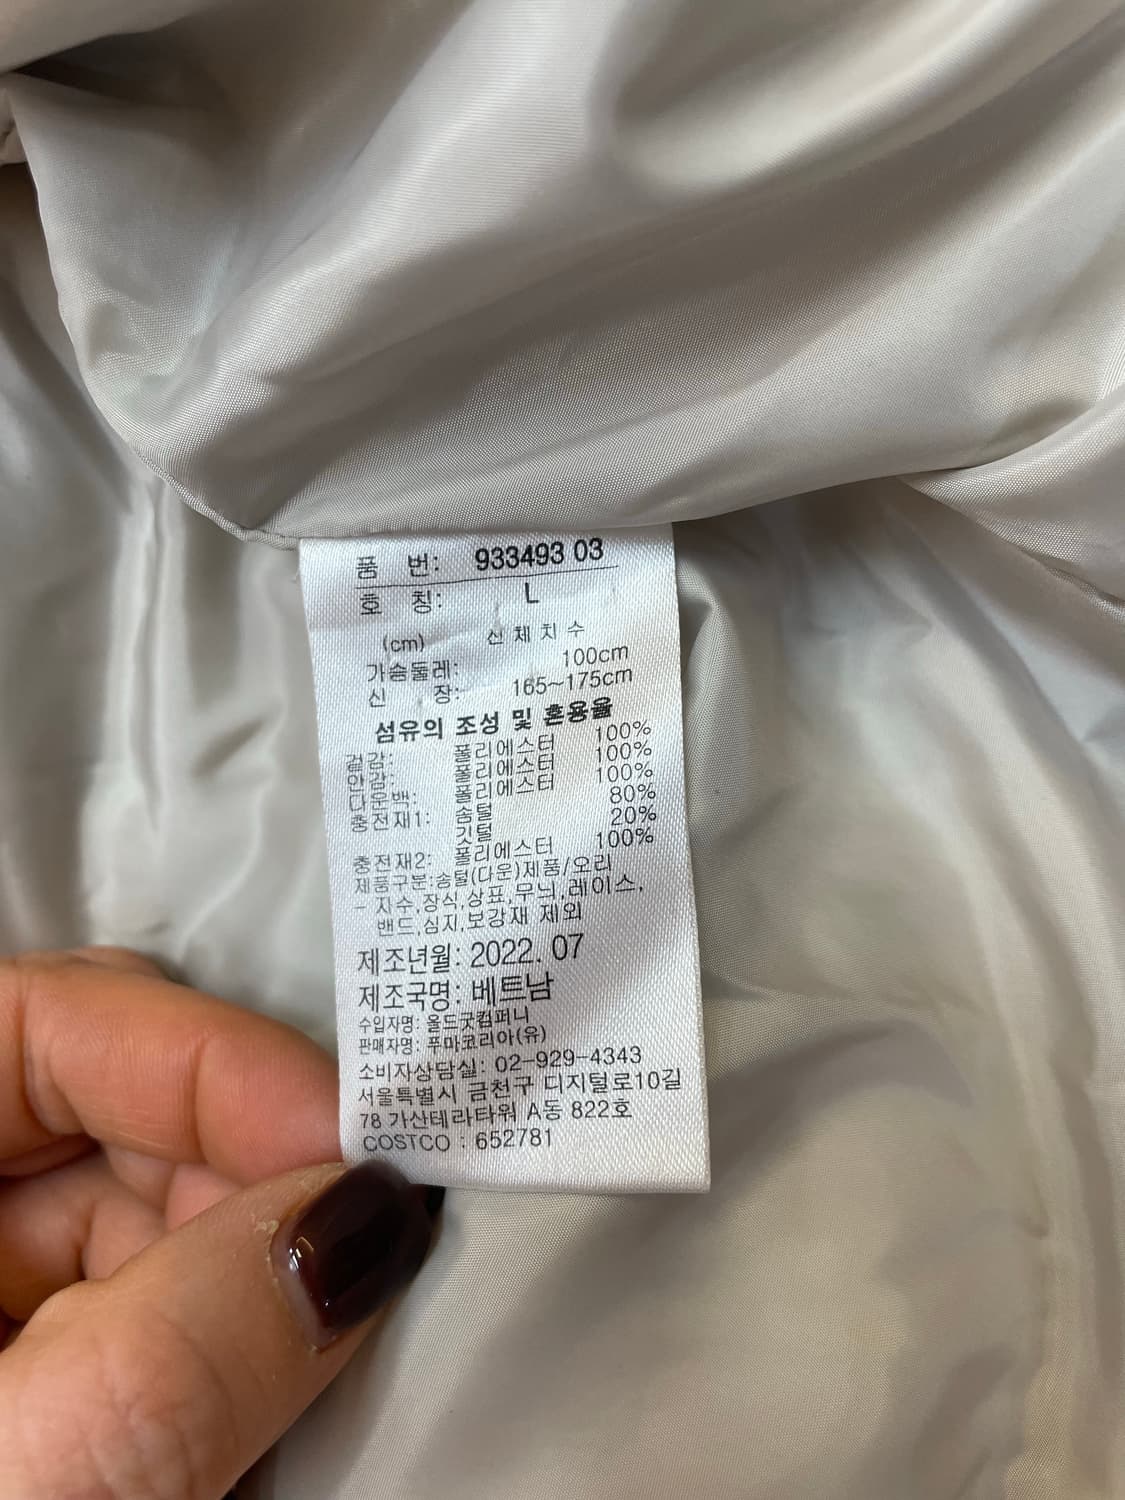 품 번: 933493 03
호 칭: L
(cm) 신체치수
가슴둘레: 100cm
신 장: 165~175cm
섬유의 조성 및 혼용율
겉감: 폴리에스터 100%
안감: 폴리에스터 100%
다운백: 폴리에스터 100%
충전재1: 솜털 80%
깃털 20%
충전재2: 폴리에스터 100%
제품구분:솜털(다운)제품/오리
- 자수,장식,상표,무늬,레이스,
밴드,심지,보강재 제외
제조년월: 2022. 07
제조국명: 베트남
수입자명: 올드굿컴퍼니
판매자명: 푸마코리아(유)
소비자상담실: 02-929-4343
서울특별시 금천구 디지털로10길
78 가산테라타워 A동 822호
COSTCO : 652781